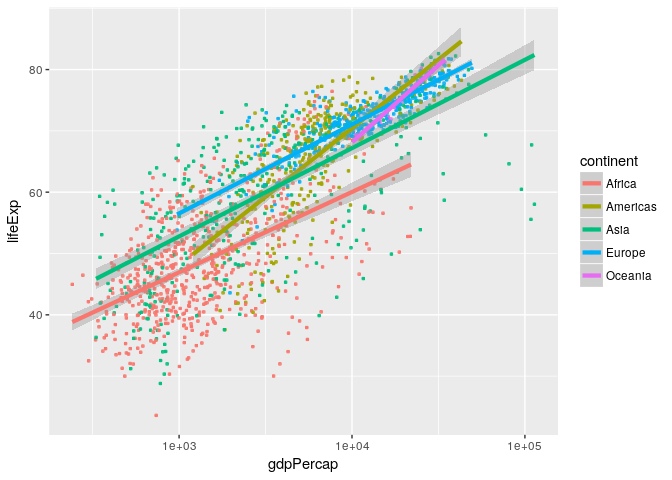 80
60
40
lifeExp
1e+03
1e+04
1e+05
gdpPercap
continent
Africa
Americas
Asia
Europe
Oceania